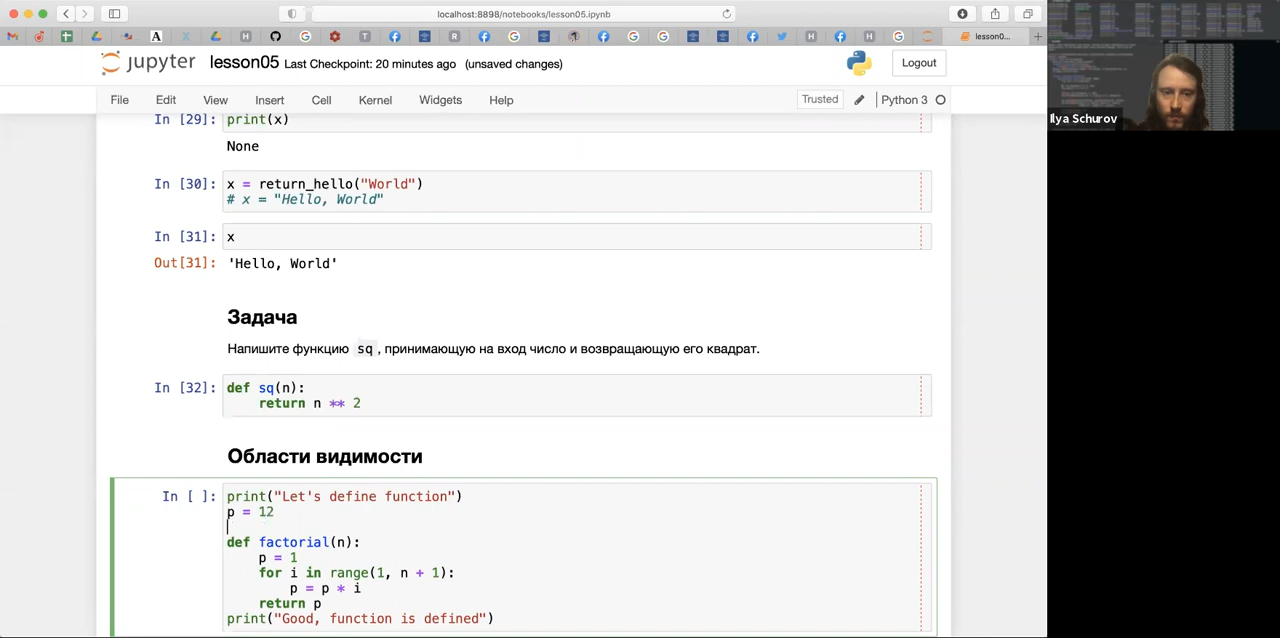 localhost:8898/notebooks/lesson05.ipynb
lesson0...
jupyter lesson05 Last Checkpoint: 20 minutes ago (unsaved changes)
Logout
File Edit View Insert Cell Kernel Widgets Help
Trusted Python 3
Ilya Schurov
In [29]: print(x)
None
In [30]: x = return_hello("World")
# x = "Hello, World"
In [31]: x
Out[31]: 'Hello, World'
Задача
Напишите функцию sq, принимающую на вход число и возвращающую его квадрат.
In [32]: def sq(n):
    return n ** 2
Области видимости
In [ ]: print("Let's define function")
p = 12
def factorial(n):
    p = 1
    for i in range(1, n + 1):
        p = p * i
    return p
print("Good, function is defined")